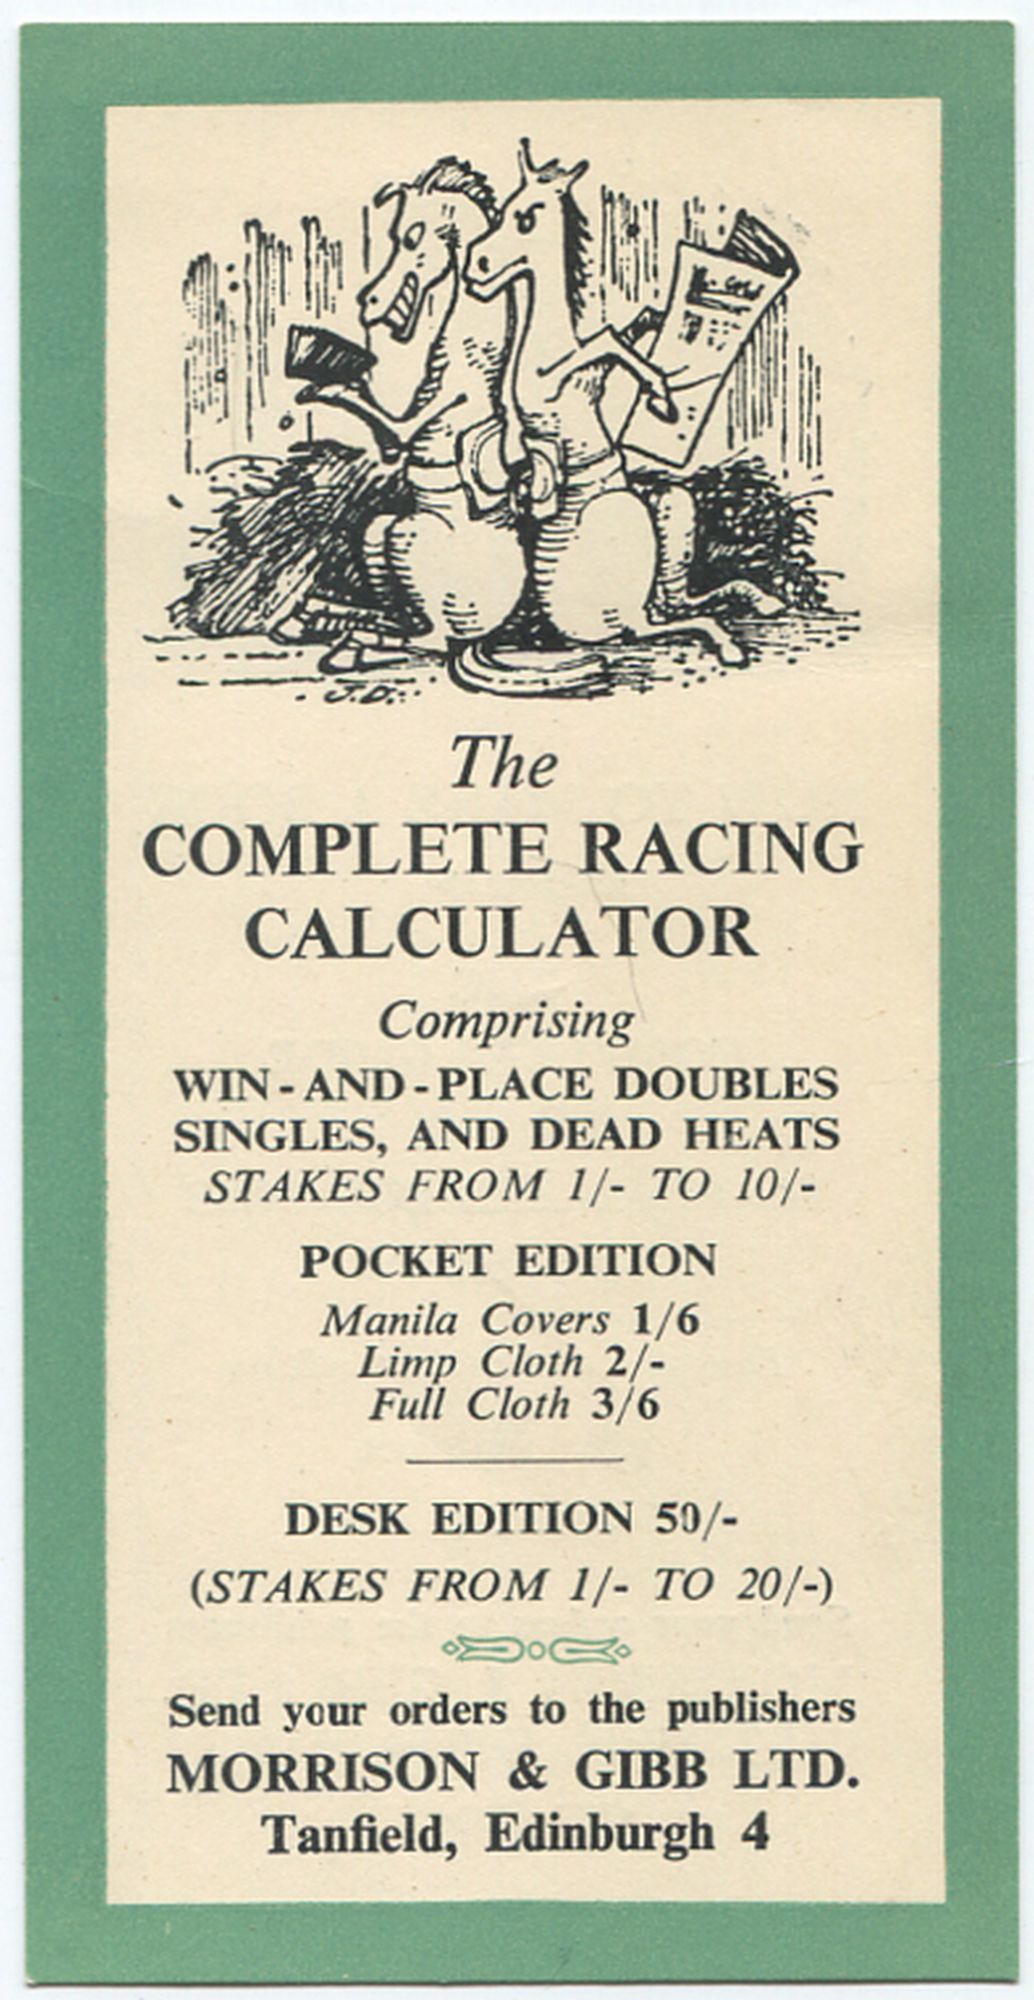 J.D.
The
COMPLETE RACING
CALCULATOR
Comprising
WIN-AND-PLACE DOUBLES
SINGLES, AND DEAD HEATS
STAKES FROM 1/- TO 10/-
POCKET EDITION
Manila Covers 1/6
Limp Cloth 2/-
Full Cloth 3/6
DESK EDITION 50/-
(STAKES FROM 1/- TO 20/-)
Send your orders to the publishers
MORRISON & GIBB LTD.
Tanfield, Edinburgh 4